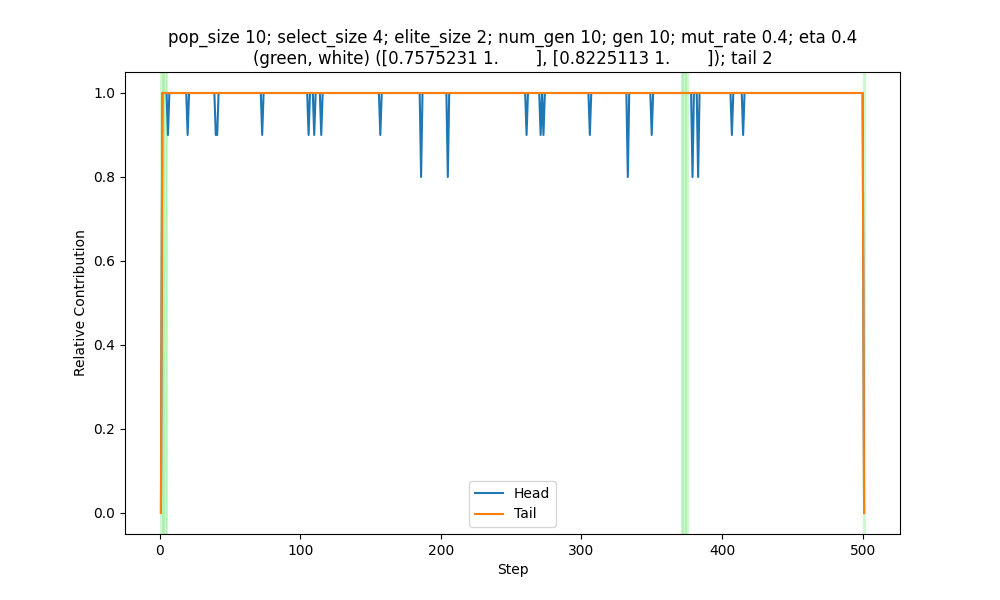 pop_size 10; select_size 4; elite_size 2; num_gen 10; gen 10; mut_rate 0.4; eta 0.4
(green, white) ([0.7575231 1.       ], [0.8225113 1.       ]); tail 2
1.0
0.8
0.6
0.4
0.2
0.0
Relative Contribution
Head
Tail
0 100 200 300 400 500
Step